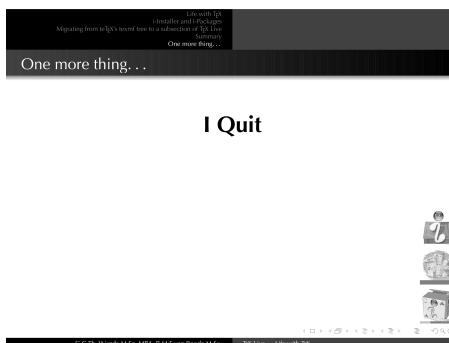 Life with TEX
i-Installer and i-Packages
Migrating from teTEX's texmf tree to a subsection of TEX Live
Summary
One more thing. . .
One more thing. . .
I Quit